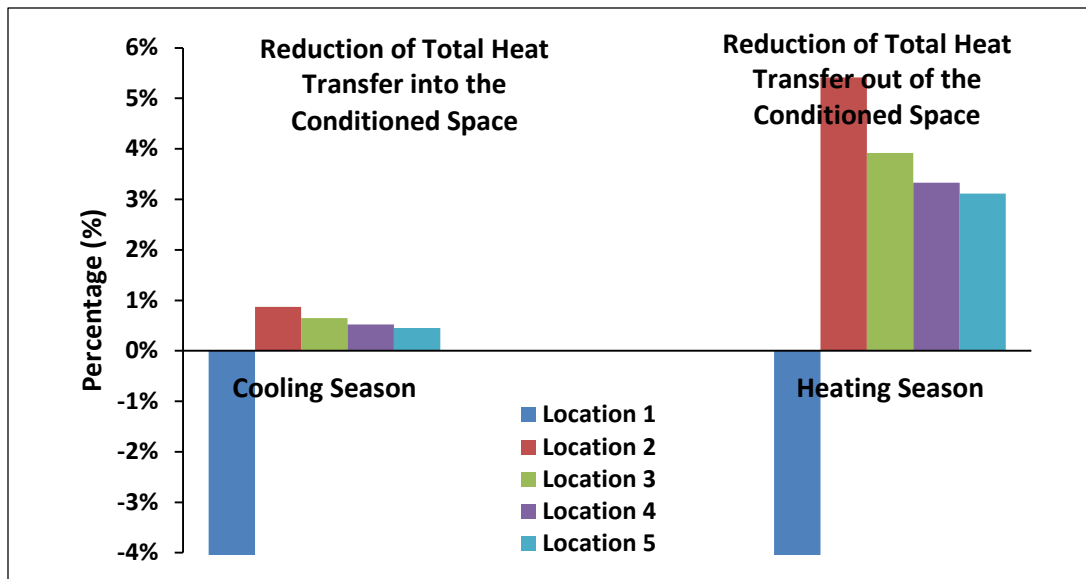 Reduction of Total Heat
Transfer into the
Conditioned Space
Reduction of Total Heat
Transfer out of the
Conditioned Space
Percentage (%)
6%
5%
4%
3%
2%
1%
0%
-1%
-2%
-3%
-4%
Cooling Season
Heating Season
Location 1
Location 2
Location 3
Location 4
Location 5